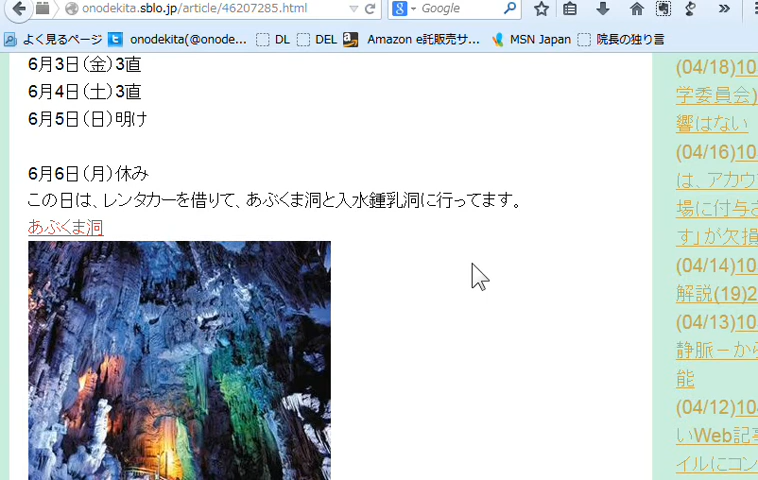 onodekita.sblo.jp/article/46207285.html
Google
よく見るページ
onodekita(@onode...
DL
DEL
Amazon e託販売サ...
MSN Japan
院長の独り言
6月3日(金)3直
6月4日(土)3直
6月5日(日)明け
6月6日(月)休み
この日は、レンタカーを借りて、あぶくま洞と入水鍾乳洞に行ってます。
あぶくま洞
(04/18)10
学委員会)
響はない
(04/16)10
は、アカウ
場に付与さ
す」が欠損
(04/14)10
解説(19)2
(04/13)10
静脈-から
能
(04/12)10
いWeb記事
イルにコン